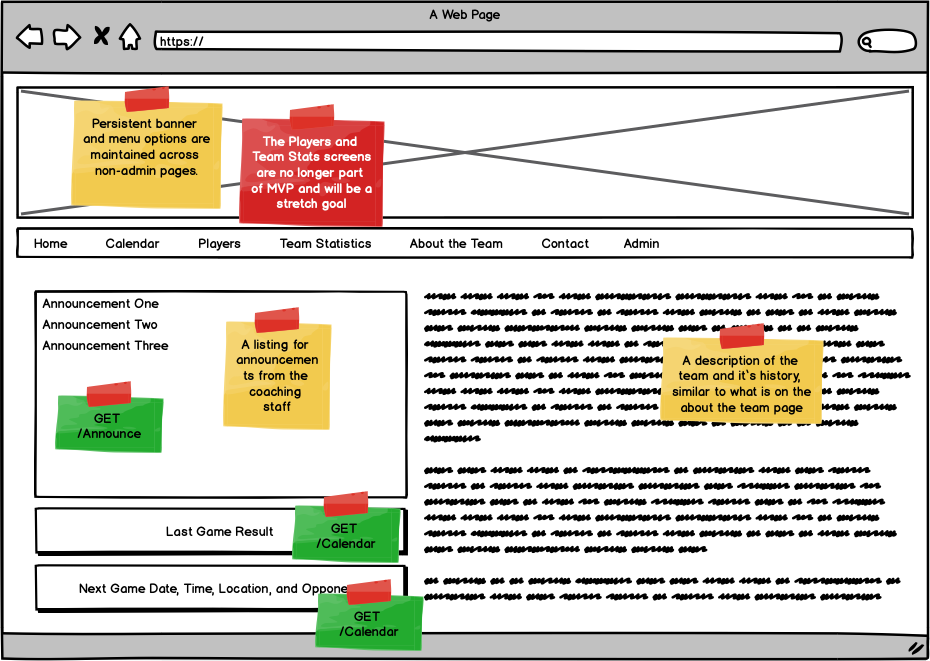 A Web Page
https://
Persistent banner
and menu options are
maintained across
non-admin pages.
The Players and
Team Stats screens
are no longer part
of MVP and will be a
stretch goal
Home Calendar Players Team Statistics About the Team Contact Admin
Announcement One
Announcement Two
Announcement Three
A listing for
announcemen
ts from the
coaching
staff
GET
/Announce
A description of the
team and it`s history,
similar to what is on the
about the team page
Last Game Result
GET
/Calendar
Next Game Date, Time, Location, and Oppone
GET
/Calendar